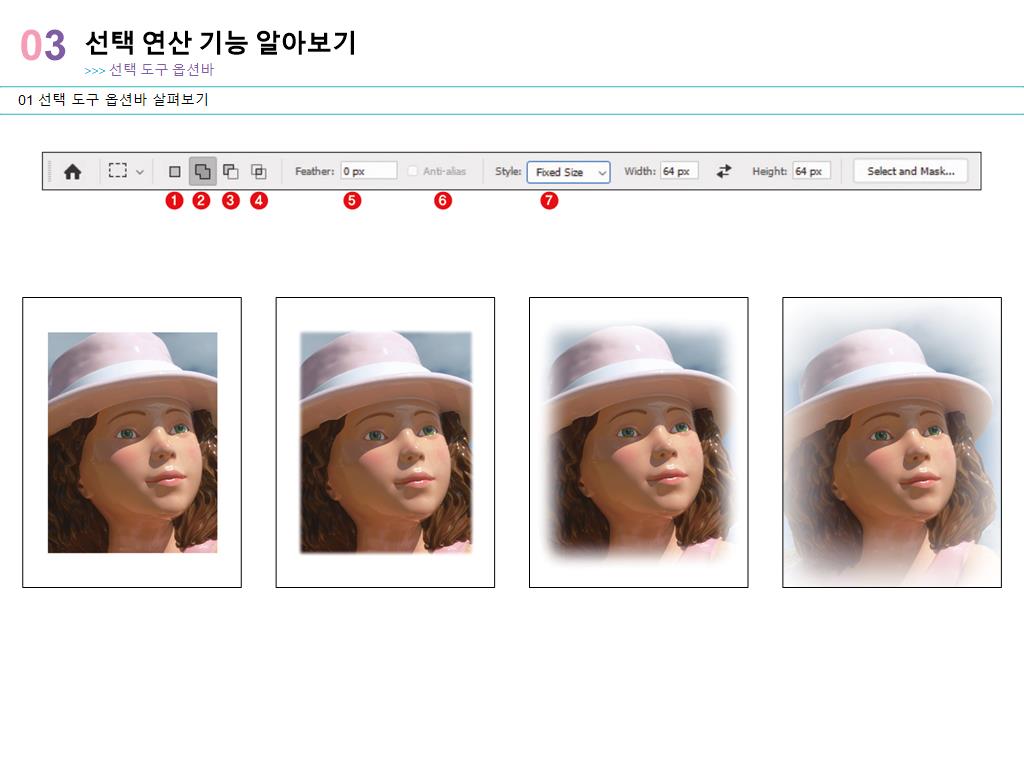 03 선택 연산 기능 알아보기
>>> 선택 도구 옵션바
01 선택 도구 옵션바 살펴보기
Feather: 0 px Anti-alias Style: Fixed Size Width: 64 px Height: 64 px Select and Mask...
1 2 3 4 5 6 7